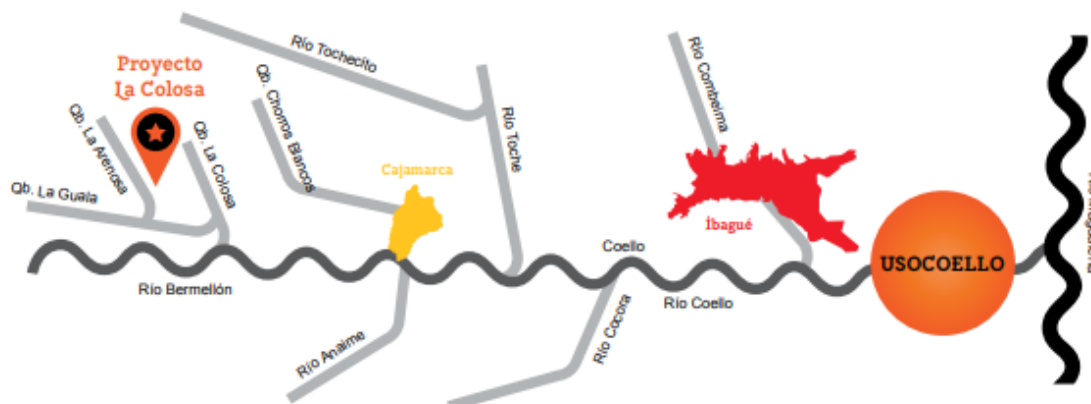 Proyecto
La Colosa
Qb. La Arenosa
Qb. La Colosa
Qb. La Guala
Río Tochecito
Qb. Chorros Blancos
Cajamarca
Río Toche
Río Combeima
Ibagué
Coello
USOCOELLO
Río Bermellón
Río Coello
Río Anaime
Río Cocora